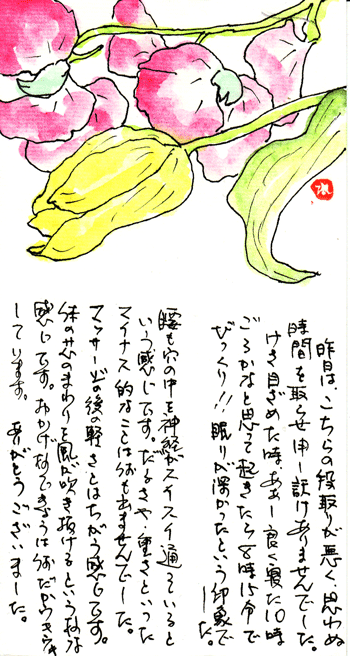 昨日は、こちらの段取りが悪く思わぬ
時間を取らせ申し訳ありませんでした。
けさ目ざめた時、あぁー良く寝た10時
ごろかなと思って起きたら8時15分で
びっくり!!眠りが深かったという印象で
した。
腰も穴の中を神経がスイスイ通っていると
いう感じです。だるさや、重さといった
マイナス的なことは何もありませんでした。
マッサージの後の軽さとはちがう感じです。
体の芯のまわりを風が吹き抜けるという様な
感じです。おかげさまできょうは何だかウキウキ
しています。ありがとうございました。